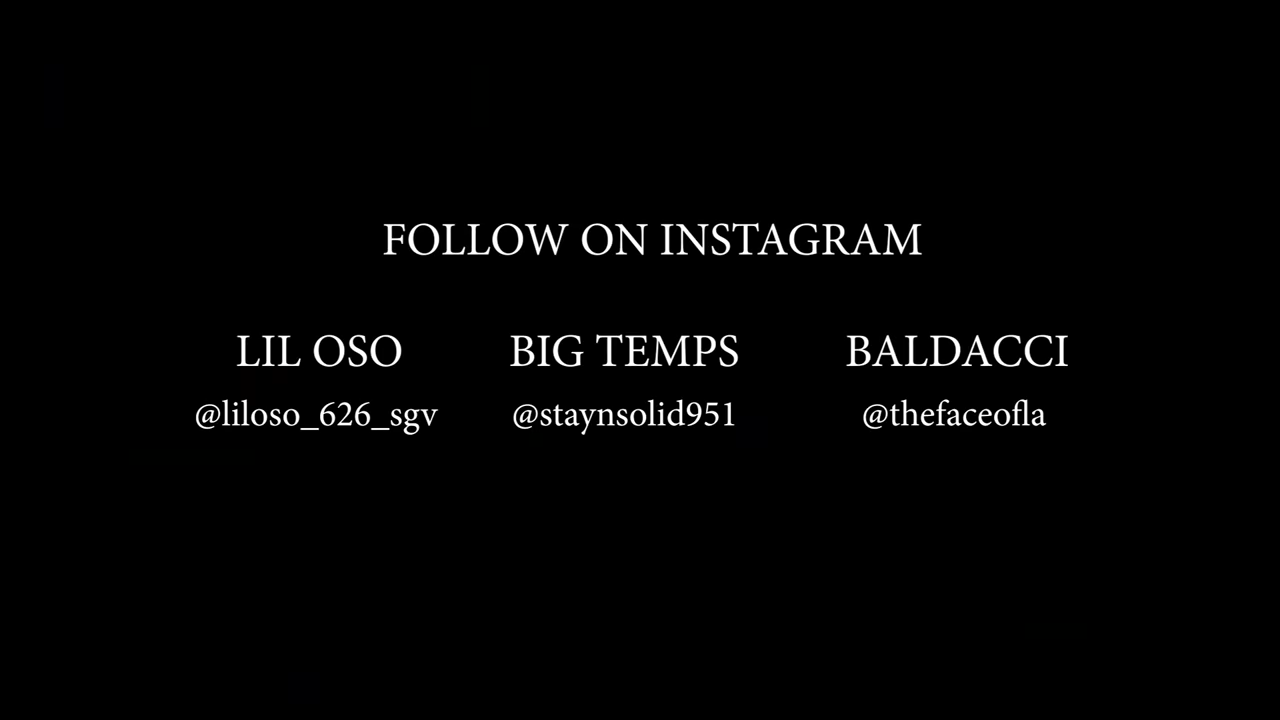 FOLLOW ON INSTAGRAM
LIL OSO BIG TEMPS BALDACCI
@liloso_626_sgv @staynsolid951 @thefaceofla